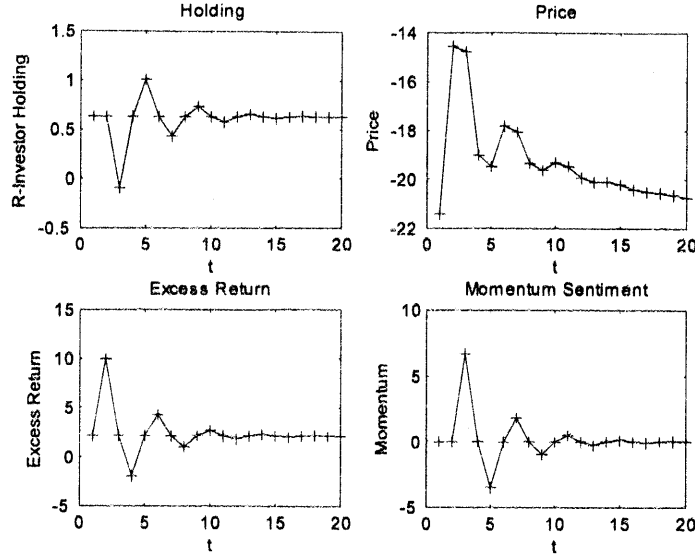 Holding
1.5
1
0.5
0
-0.5
R-Investor Holding
0 5 10 15 20
t
Price
-14
-16
-18
-20
-22
Price
0 5 10 15 20
t
Excess Return
15
10
5
0
-5
Excess Return
0 5 10 15 20
t
Momentum Sentiment
10
5
0
-5
Momentum
0 5 10 15 20
t